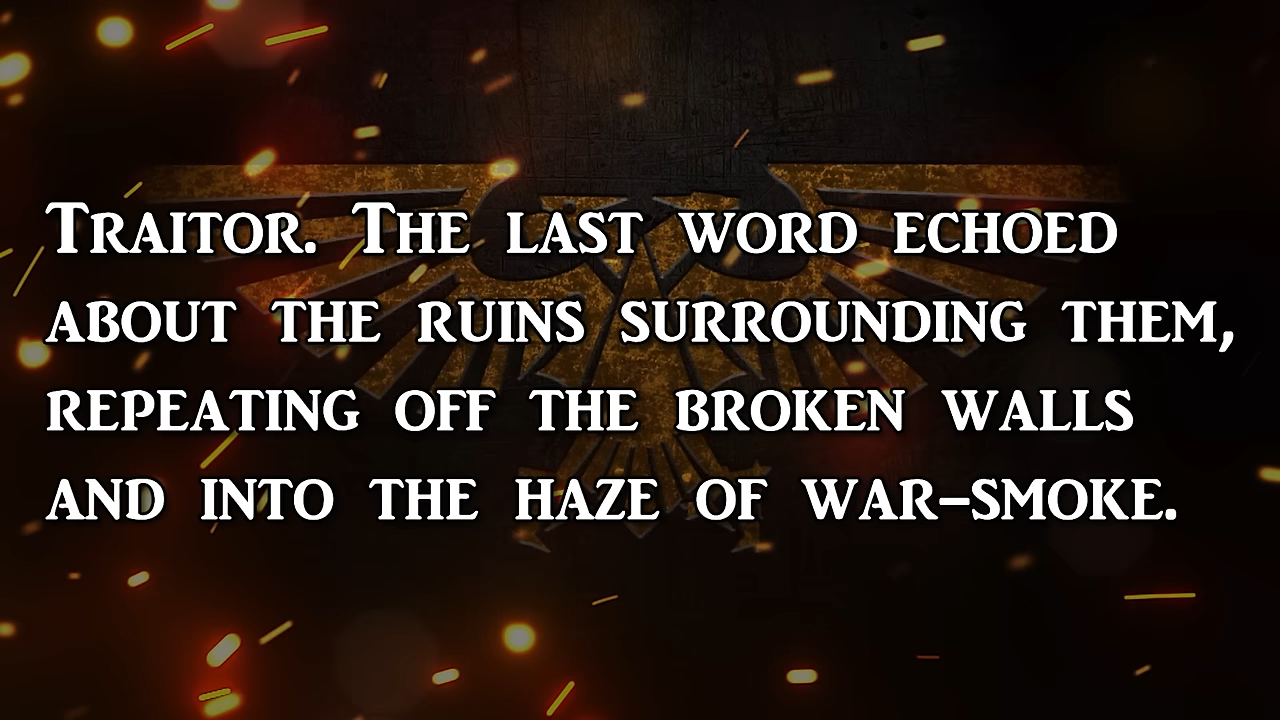 Traitor. The last word echoed
about the ruins surrounding them,
repeating off the broken walls
and into the haze of war-smoke.